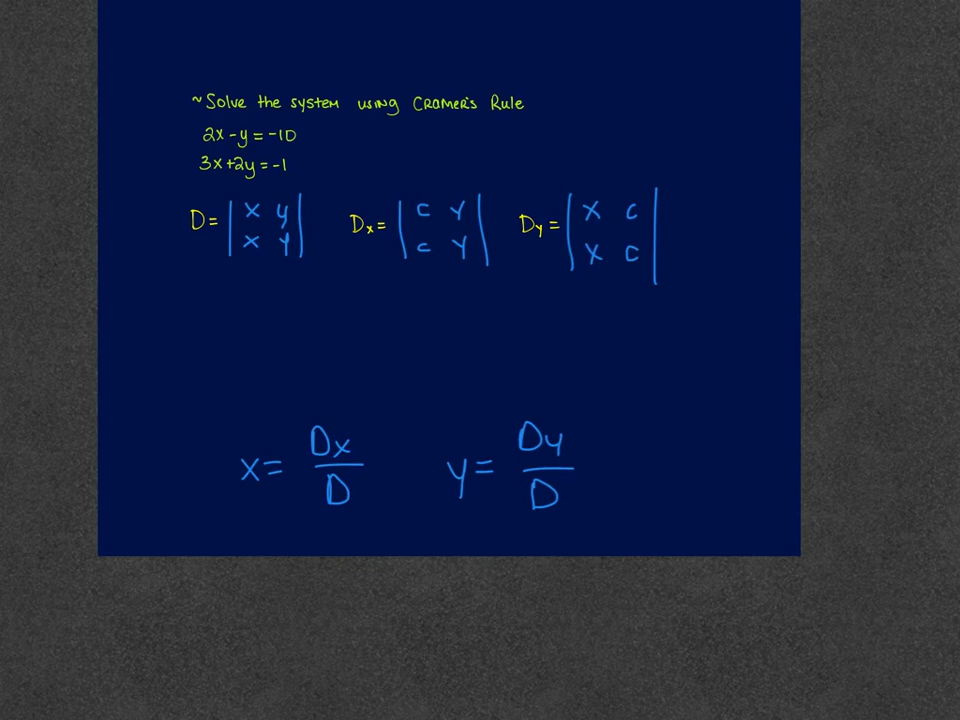 ~Solve the system using Cramer's Rule
2x-y=-10
3x+2y=-1
D= | x y | Dx= | c y | Dy= | x c |
| x y | | c y | | x c |
x= Dx/D y= Dy/D